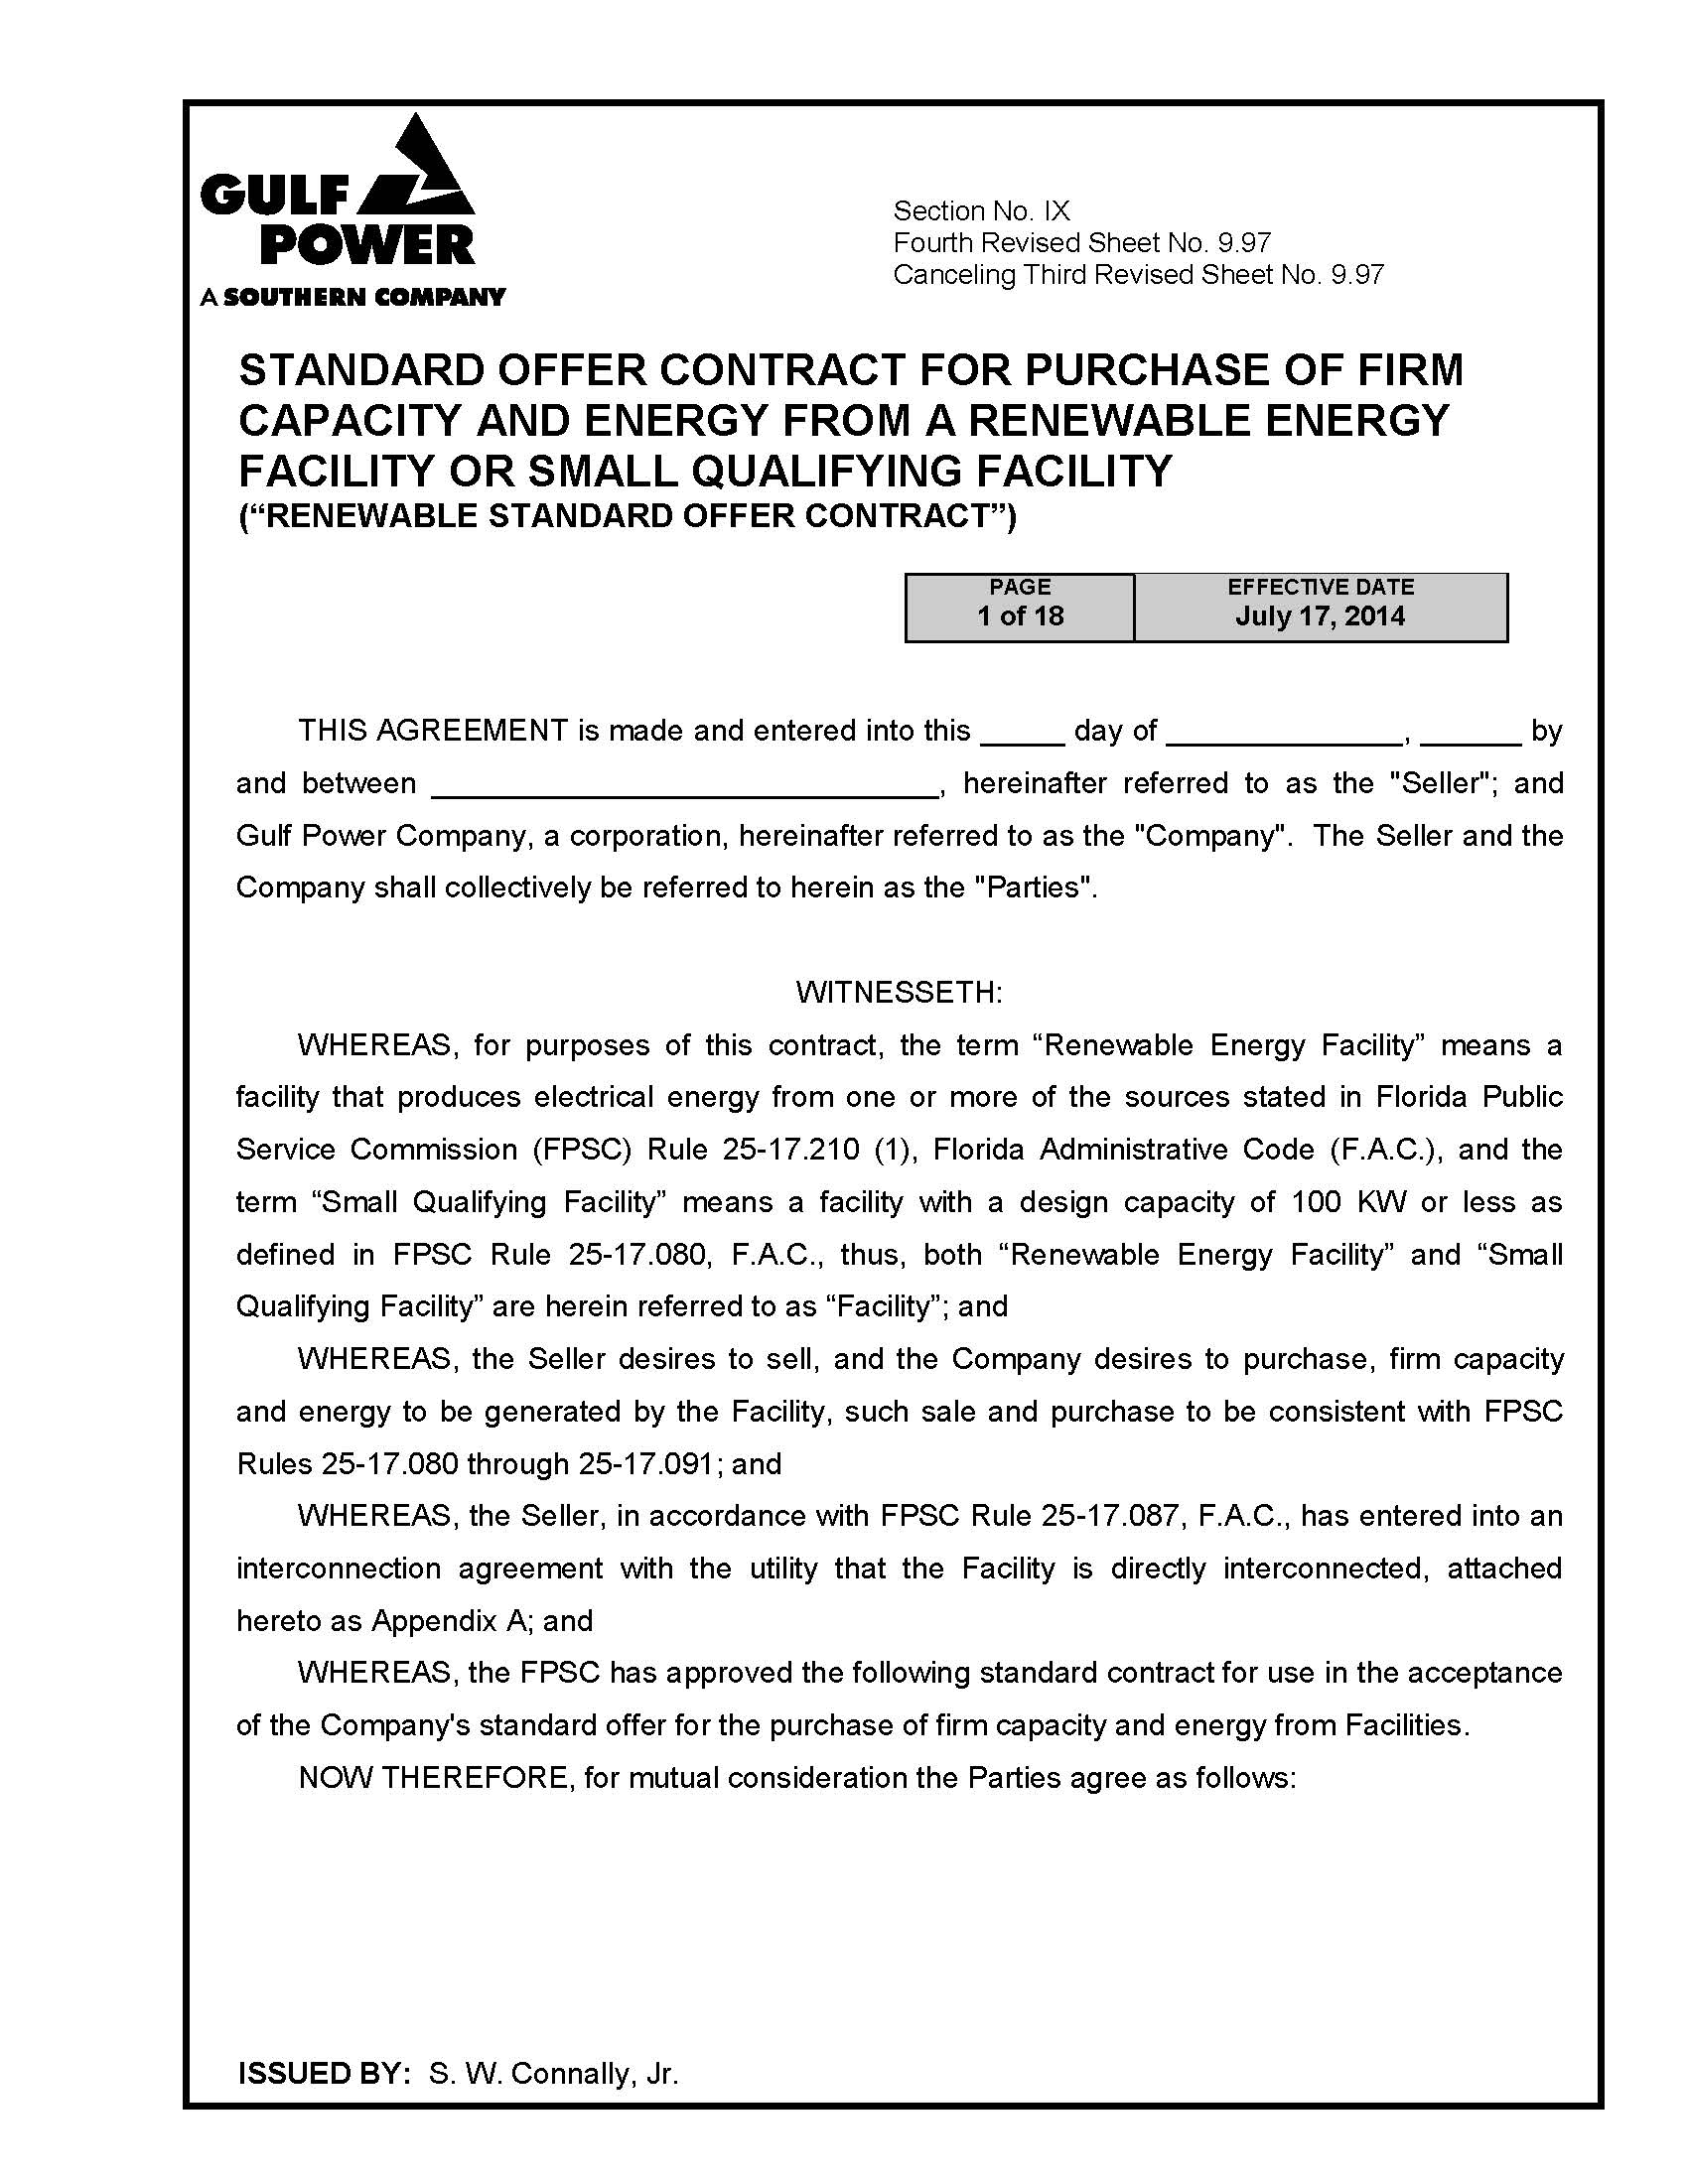 GULF
POWER
A SOUTHERN COMPANY
Section No. IX
Fourth Revised Sheet No. 9.97
Canceling Third Revised Sheet No. 9.97
STANDARD OFFER CONTRACT FOR PURCHASE OF FIRM
CAPACITY AND ENERGY FROM A RENEWABLE ENERGY
FACILITY OR SMALL QUALIFYING FACILITY
(“RENEWABLE STANDARD OFFER CONTRACT”)
PAGE EFFECTIVE DATE
1 of 18 July 17, 2014
THIS AGREEMENT is made and entered into this _____ day of ______________, ______ by
and between ______________________________, hereinafter referred to as the "Seller"; and
Gulf Power Company, a corporation, hereinafter referred to as the "Company". The Seller and the
Company shall collectively be referred to herein as the "Parties".
WITNESSETH:
WHEREAS, for purposes of this contract, the term “Renewable Energy Facility” means a
facility that produces electrical energy from one or more of the sources stated in Florida Public
Service Commission (FPSC) Rule 25-17.210 (1), Florida Administrative Code (F.A.C.), and the
term “Small Qualifying Facility” means a facility with a design capacity of 100 KW or less as
defined in FPSC Rule 25-17.080, F.A.C., thus, both “Renewable Energy Facility” and “Small
Qualifying Facility” are herein referred to as “Facility”; and
WHEREAS, the Seller desires to sell, and the Company desires to purchase, firm capacity
and energy to be generated by the Facility, such sale and purchase to be consistent with FPSC
Rules 25-17.080 through 25-17.091; and
WHEREAS, the Seller, in accordance with FPSC Rule 25-17.087, F.A.C., has entered into an
interconnection agreement with the utility that the Facility is directly interconnected, attached
hereto as Appendix A; and
WHEREAS, the FPSC has approved the following standard contract for use in the acceptance
of the Company's standard offer for the purchase of firm capacity and energy from Facilities.
NOW THEREFORE, for mutual consideration the Parties agree as follows:
ISSUED BY: S. W. Connally, Jr.